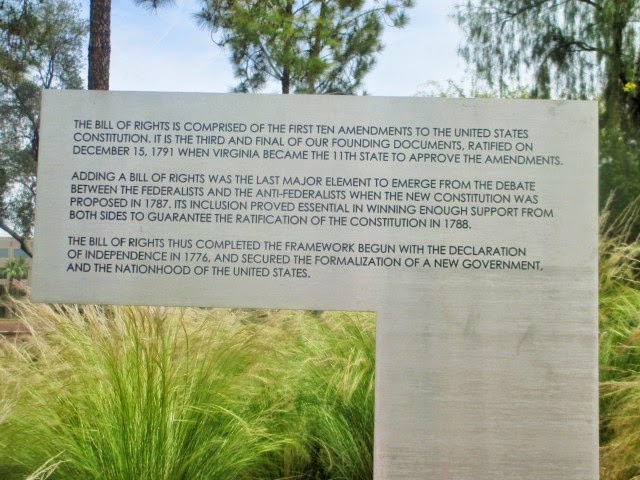 THE BILL OF RIGHTS IS COMPRISED OF THE FIRST TEN AMENDMENTS TO THE UNITED STATES
CONSTITUTION. IT IS THE THIRD AND FINAL OF OUR FOUNDING DOCUMENTS, RATIFIED ON
DECEMBER 15, 1791 WHEN VIRGINIA BECAME THE 11TH STATE TO APPROVE THE AMENDMENTS.
ADDING A BILL OF RIGHTS WAS THE LAST MAJOR ELEMENT TO EMERGE FROM THE DEBATE
BETWEEN THE FEDERALISTS AND THE ANTI-FEDERALISTS WHEN THE NEW CONSTITUTION WAS
PROPOSED IN 1787. ITS INCLUSION PROVED ESSENTIAL IN WINNING ENOUGH SUPPORT FROM
BOTH SIDES TO GUARANTEE THE RATIFICATION OF THE CONSTITUTION IN 1788.
THE BILL OF RIGHTS THUS COMPLETED THE FRAMEWORK BEGUN WITH THE DECLARATION
OF INDEPENDENCE IN 1776, AND SECURED THE FORMALIZATION OF A NEW GOVERNMENT,
AND THE NATIONHOOD OF THE UNITED STATES.